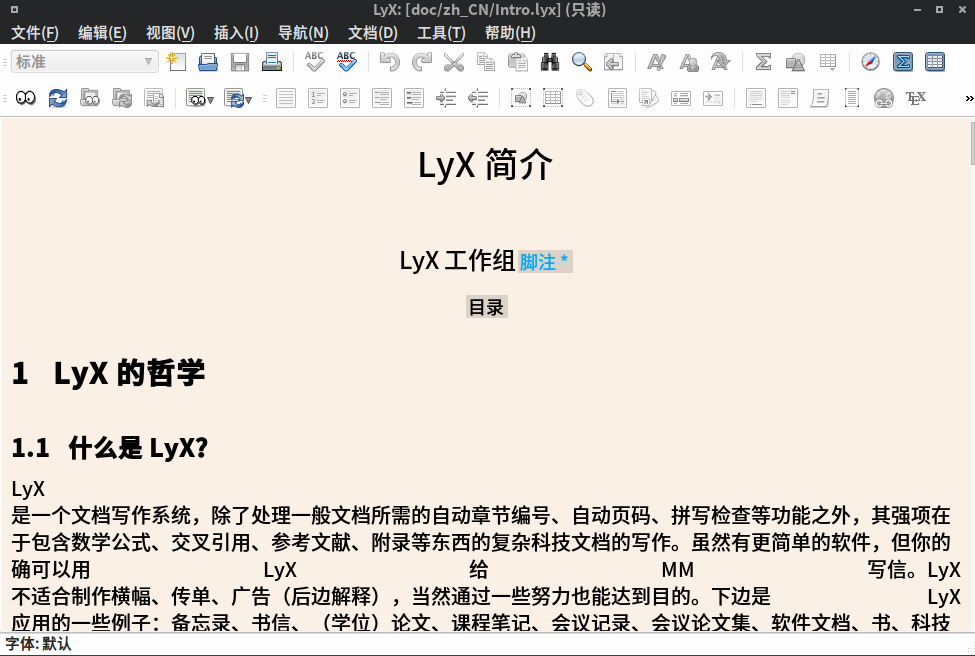 LyX: [doc/zh_CN/Intro.lyx] (只读)
文件(F) 编辑(E) 视图(V) 插入(I) 导航(N) 文档(D) 工具(T) 帮助(H)
标准
ABC ABC
TEX
LyX 简介
LyX 工作组 脚注 *
目录
1 LyX 的哲学
1.1 什么是 LyX?
LyX
是一个文档写作系统，除了处理一般文档所需的自动章节编号、自动页码、拼写检查等功能之外，其强项在
于包含数学公式、交叉引用、参考文献、附录等东西的复杂科技文档的写作。虽然有更简单的软件，但你的
确可以用 LyX 给 MM 写信。LyX
不适合制作横幅、传单、广告（后边解释），当然通过一些努力也能达到目的。下边是 LyX
应用的一些例子：备忘录、书信、（学位）论文、课程笔记、会议记录、会议论文集、软件文档、书、科技
字体: 默认